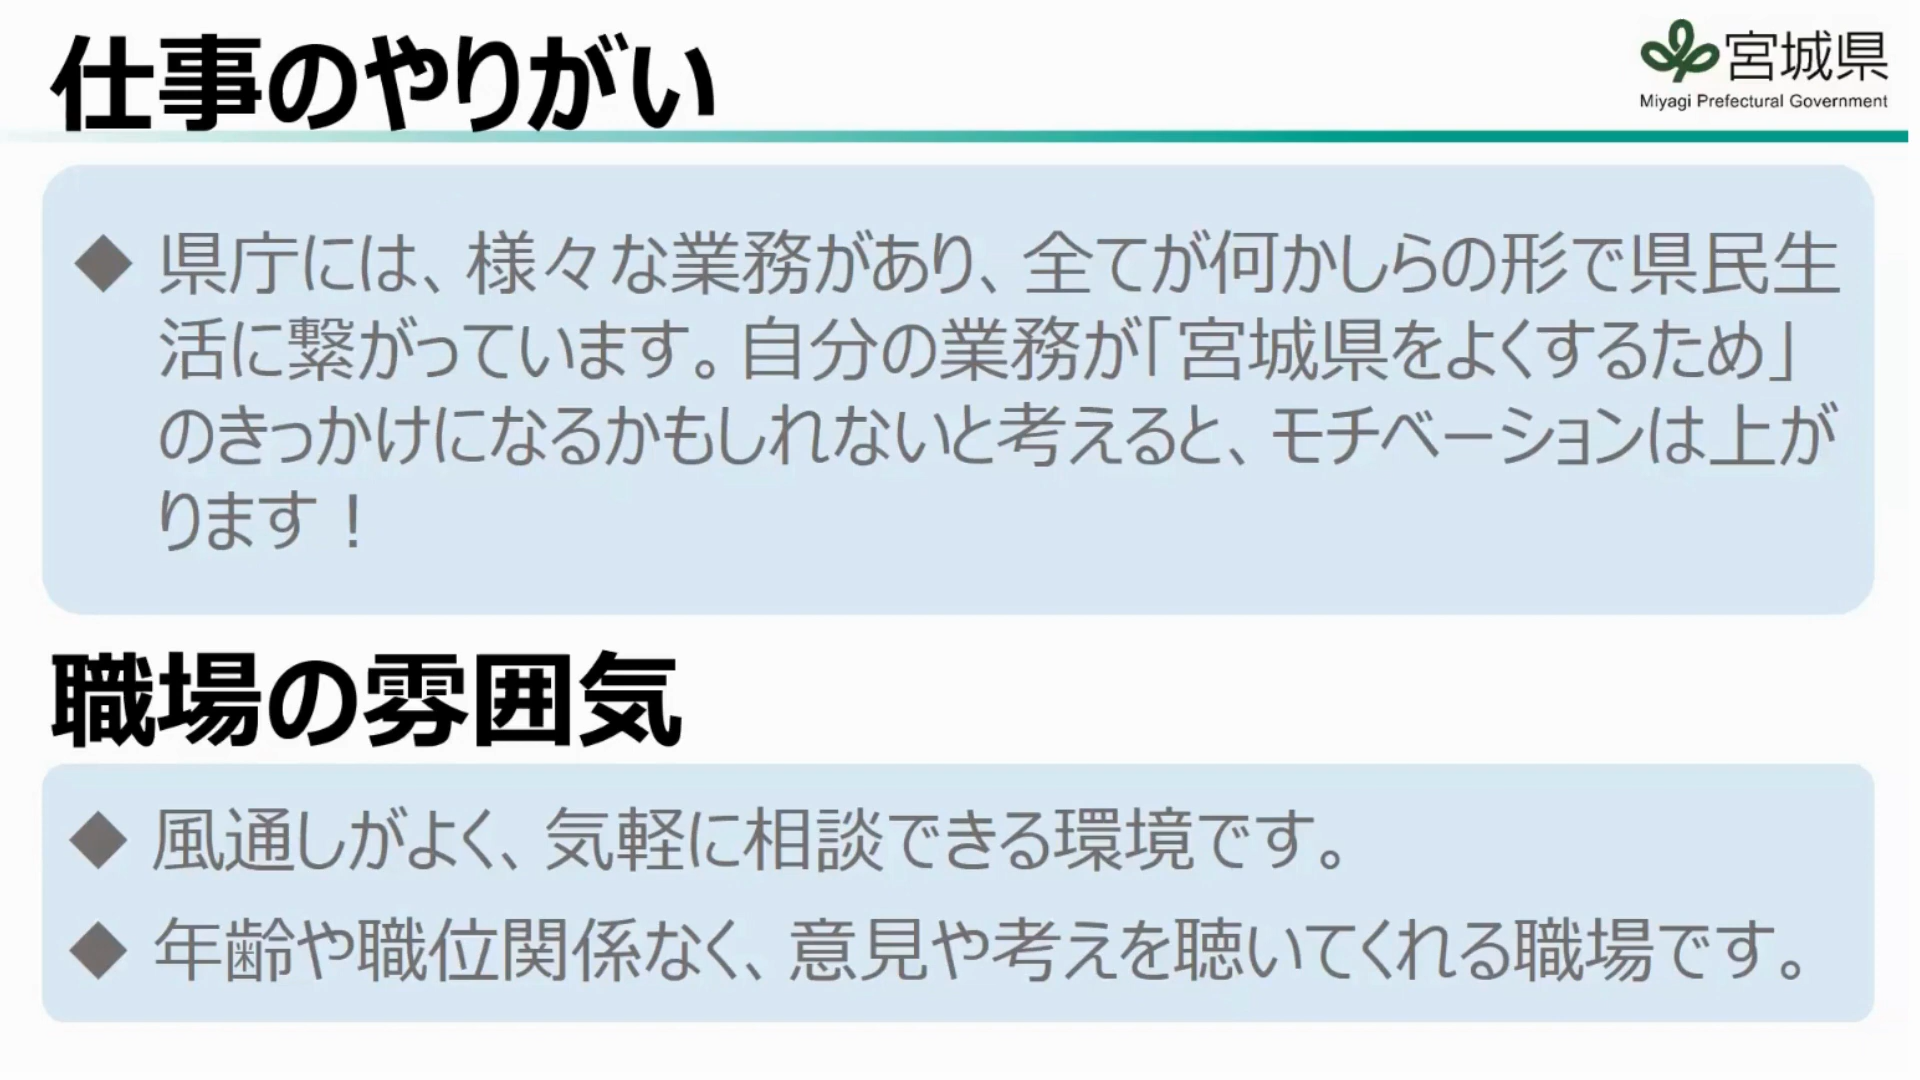 仕事のやりがい
宮城県
Miyagi Prefectural Government
◆ 県庁には、様々な業務があり、全てが何かしらの形で県民生
活に繋がっています。自分の業務が「宮城県をよくするため」
のきっかけになるかもしれないと考えると、モチベーションは上が
ります！
職場の雰囲気
◆ 風通しがよく、気軽に相談できる環境です。
◆ 年齢や職位関係なく、意見や考えを聴いてくれる職場です。